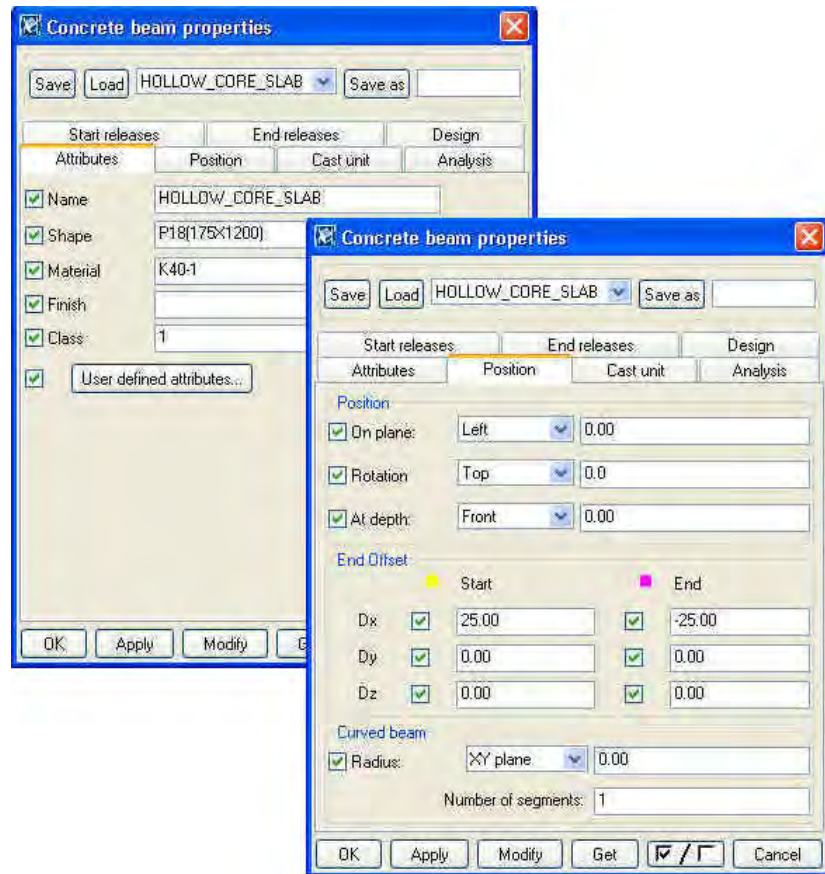 Concrete beam properties
Save Load HOLLOW_CORE_SLAB Save as
Start releases End releases Design
Attributes Position Cast unit Analysis
Name HOLLOW_CORE_SLAB
Shape P18(175X1200)
Material K40-1
Finish
Class 1
User defined attributes...
OK Apply Modify
Concrete beam properties
Save Load HOLLOW_CORE_SLAB Save as
Start releases End releases Design
Attributes Position Cast unit Analysis
Position
On plane: Left 0.00
Rotation Top 0.0
At depth: Front 0.00
End Offset
Start End
Dx 25.00 -25.00
Dy 0.00 0.00
Dz 0.00 0.00
Curved beam
Radius: XY plane 0.00
Number of segments: 1
OK Apply Modify Get / Cancel